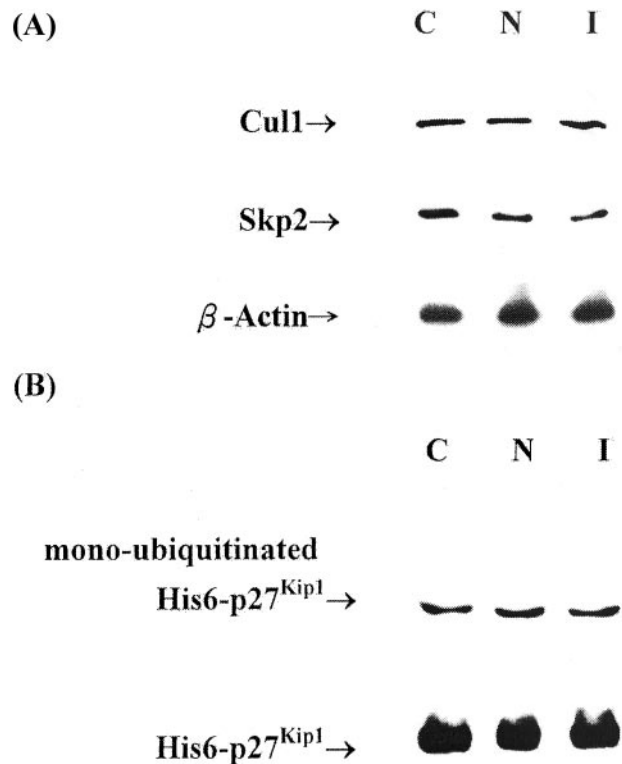 (A)
C N I
Cul1→
Skp2→
β-Actin→
(B)
C N I
mono-ubiquitinated
His6-p27Kip1→
His6-p27Kip1→